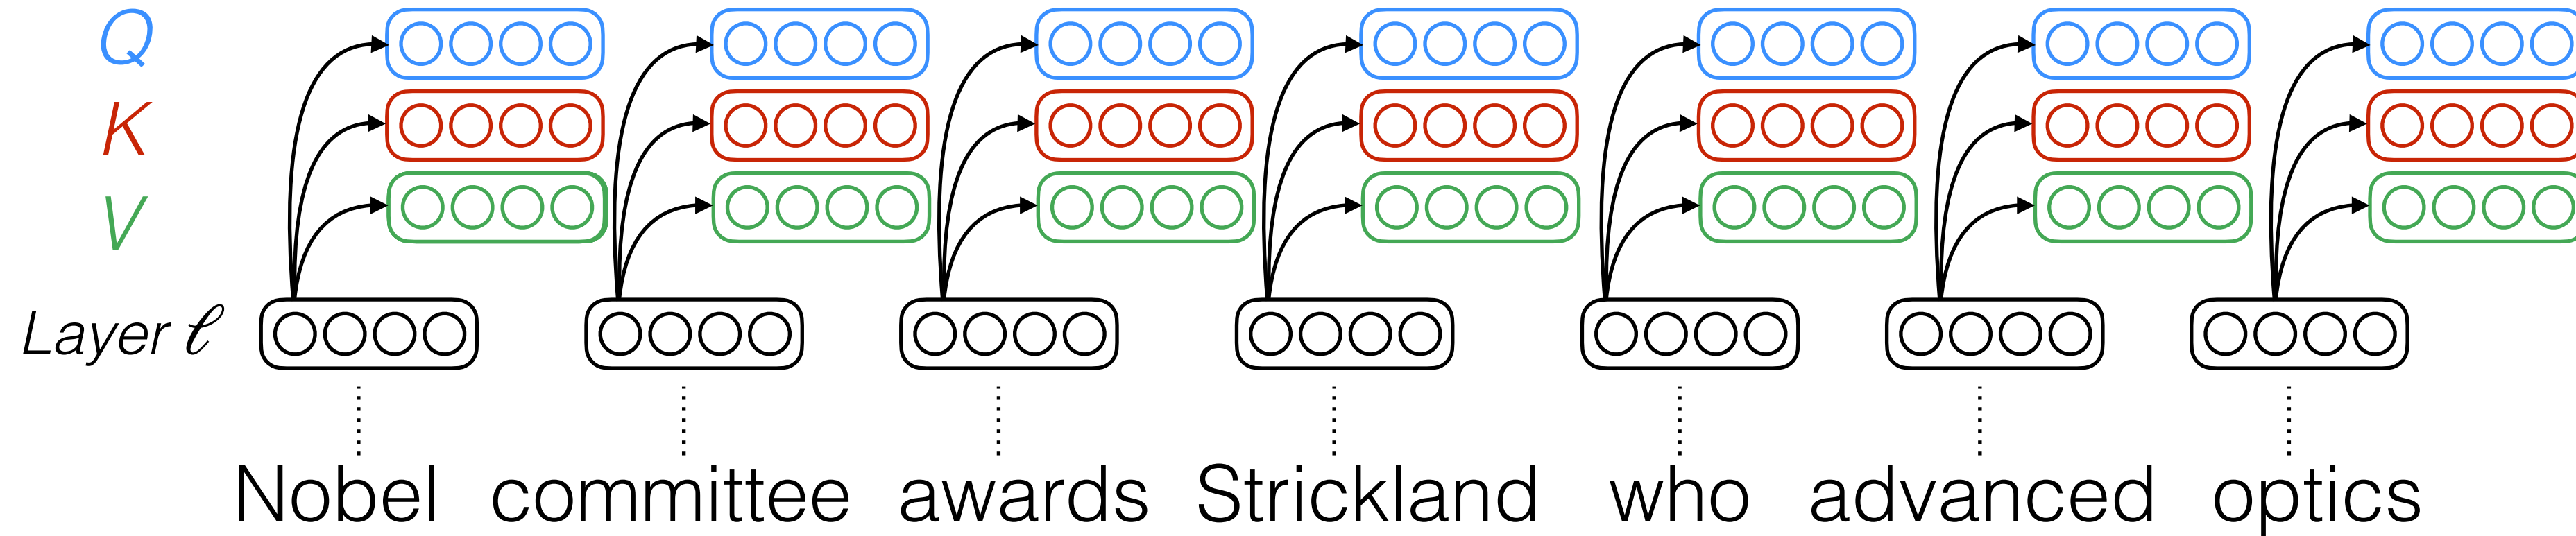 Q
K
V
Layer ℓ
Nobel committee awards Strickland who advanced optics